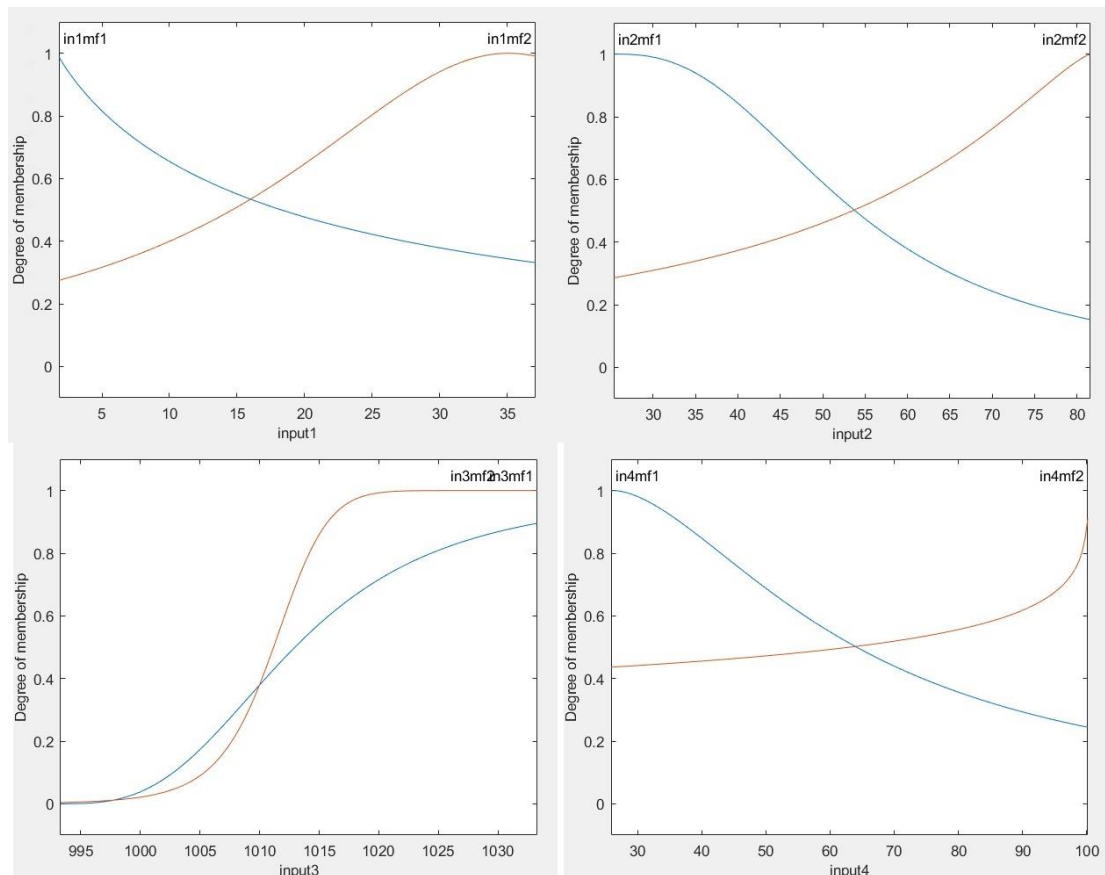 in1mf1 in1mf2
1
0.8
0.6
0.4
0.2
0
Degree of membership
5 10 15 20 25 30 35
input1
in2mf1 in2mf2
1
0.8
0.6
0.4
0.2
0
Degree of membership
30 35 40 45 50 55 60 65 70 75 80
input2
in3mf2 in3mf1
1
0.8
0.6
0.4
0.2
0
Degree of membership
995 1000 1005 1010 1015 1020 1025 1030
input3
in4mf1 in4mf2
1
0.8
0.6
0.4
0.2
0
Degree of membership
30 40 50 60 70 80 90 100
input4